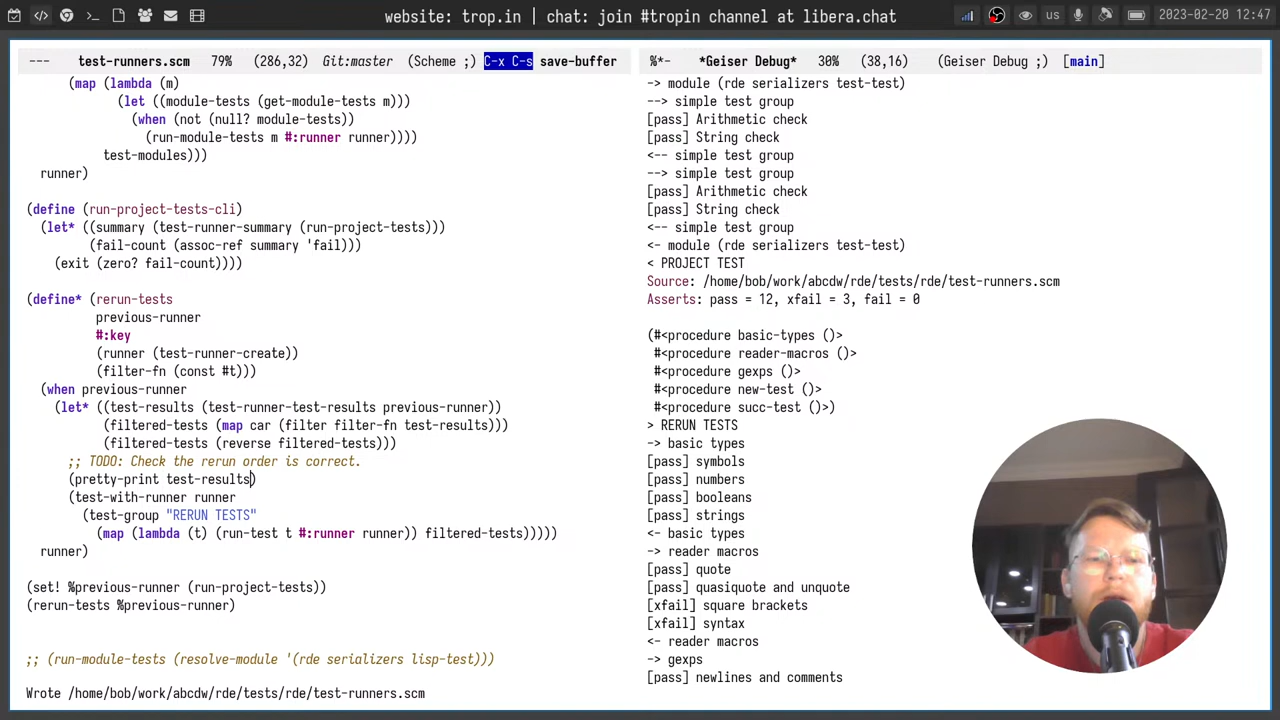 website: trop.in | chat: join #tropin channel at libera.chat
us
2023-02-20 12:47
--- test-runners.scm 79% (286,32) Git:master (Scheme ;) C-x C-s save-buffer
(map (lambda (m)
(let ((module-tests (get-module-tests m)))
(when (not (null? module-tests))
(run-module-tests m #:runner runner))))
test-modules)))
runner)
(define (run-project-tests-cli)
(let* ((summary (test-runner-summary (run-project-tests)))
(fail-count (assoc-ref summary 'fail)))
(exit (zero? fail-count))))
(define* (rerun-tests
previous-runner
#:key
(runner (test-runner-create))
(filter-fn (const #t)))
(when previous-runner
(let* ((test-results (test-runner-test-results previous-runner))
(filtered-tests (map car (filter filter-fn test-results)))
(filtered-tests (reverse filtered-tests)))
;; TODO: Check the rerun order is correct.
(pretty-print test-results)
(test-with-runner runner
(test-group "RERUN TESTS"
(map (lambda (t) (run-test t #:runner runner)) filtered-tests)))))
runner)
(set! %previous-runner (run-project-tests))
(rerun-tests %previous-runner)
;; (run-module-tests (resolve-module '(rde serializers lisp-test)))
Wrote /home/bob/work/abcdw/rde/tests/rde/test-runners.scm
%*- *Geiser Debug* 30% (38,16) (Geiser Debug ;) [main]
-> module (rde serializers test-test)
--> simple test group
[pass] Arithmetic check
[pass] String check
<-- simple test group
--> simple test group
[pass] Arithmetic check
[pass] String check
<-- simple test group
<- module (rde serializers test-test)
< PROJECT TEST
Source: /home/bob/work/abcdw/rde/tests/rde/test-runners.scm
Asserts: pass = 12, xfail = 3, fail = 0
(#<procedure basic-types ()>
#<procedure reader-macros ()>
#<procedure gexps ()>
#<procedure new-test ()>
#<procedure succ-test ()>)
> RERUN TESTS
-> basic types
[pass] symbols
[pass] numbers
[pass] booleans
[pass] strings
<- basic types
-> reader macros
[pass] quote
[pass] quasiquote and unquote
[xfail] square brackets
[xfail] syntax
<- reader macros
-> gexps
[pass] newlines and comments